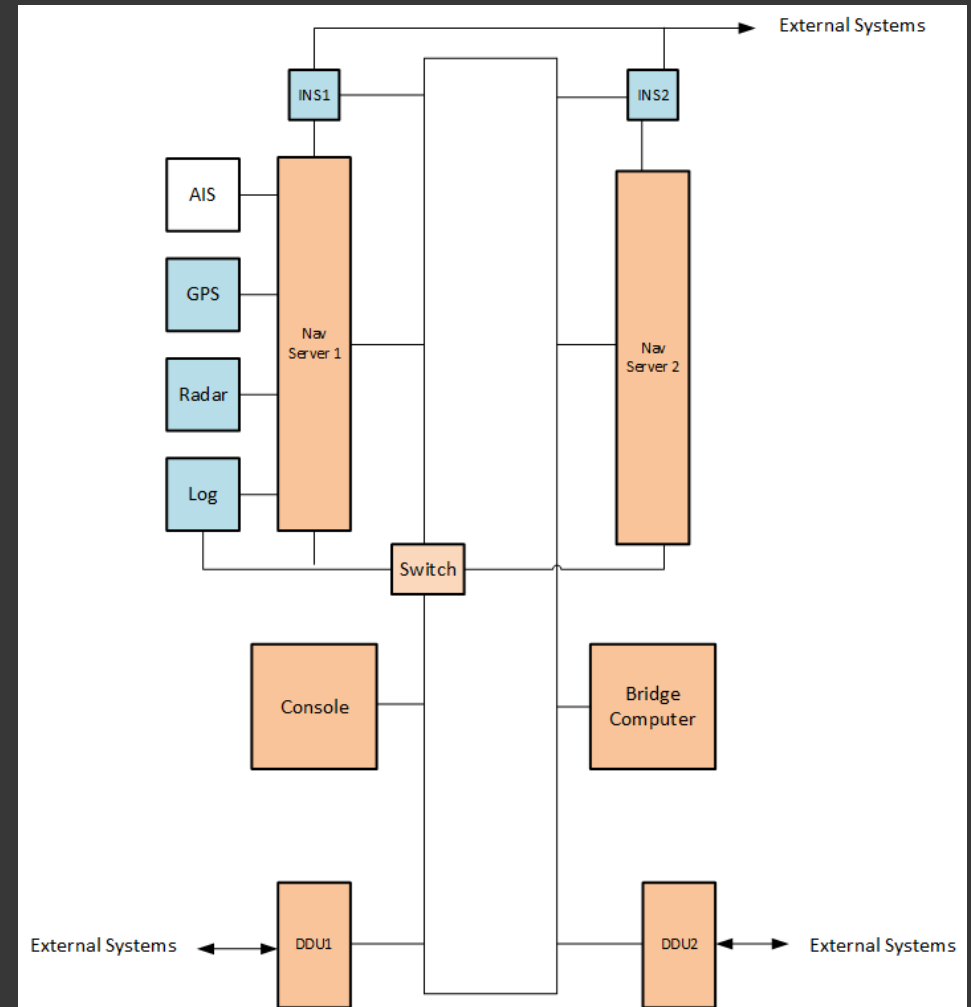 External Systems
INS1
INS2
AIS
GPS
Nav
Server 1
Nav
Server 2
Radar
Log
Switch
Console
Bridge
Computer
External Systems
DDU1
DDU2
External Systems